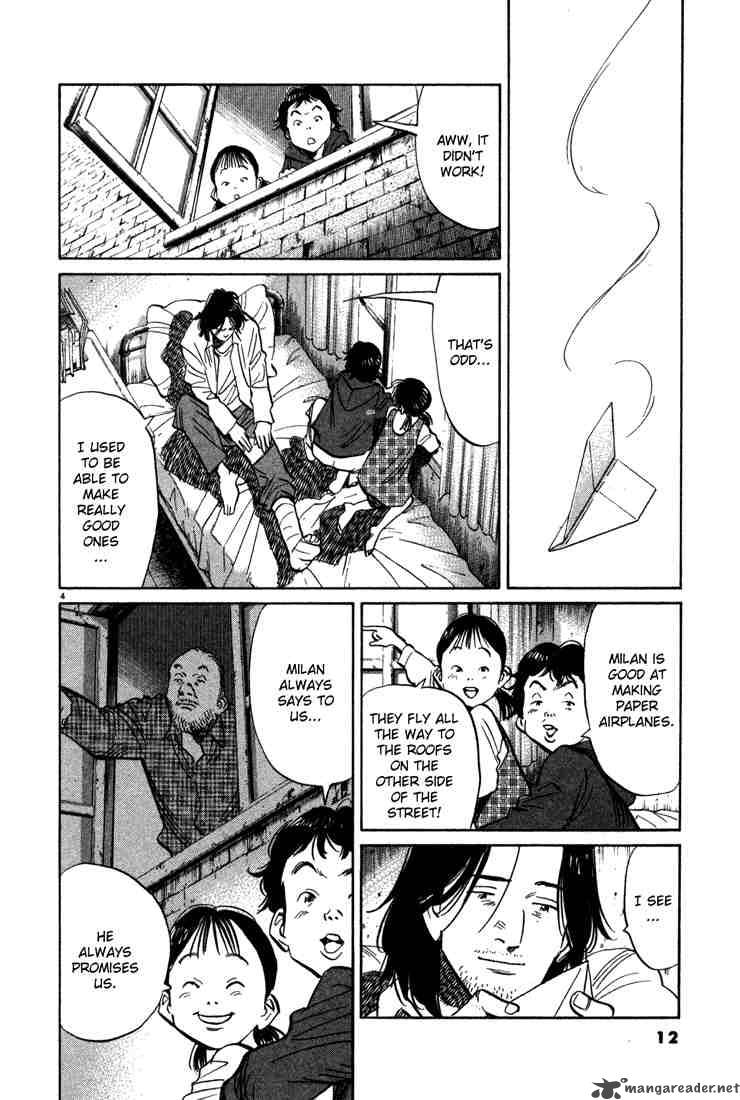 AWW, IT
DIDN'T
WORK!
THAT'S
ODD...
I USED
TO BE
ABLE TO
MAKE
REALLY
GOOD
ONES
...
4
MILAN IS
GOOD AT
MAKING
PAPER
AIRPLANES.
THEY FLY ALL
THE WAY TO
THE ROOFS
ON THE
OTHER SIDE
OF THE
STREET!
MILAN
ALWAYS
SAYS TO
US...
HE
ALWAYS
PROMISES
US.
I SEE
...
12
mangareader.net